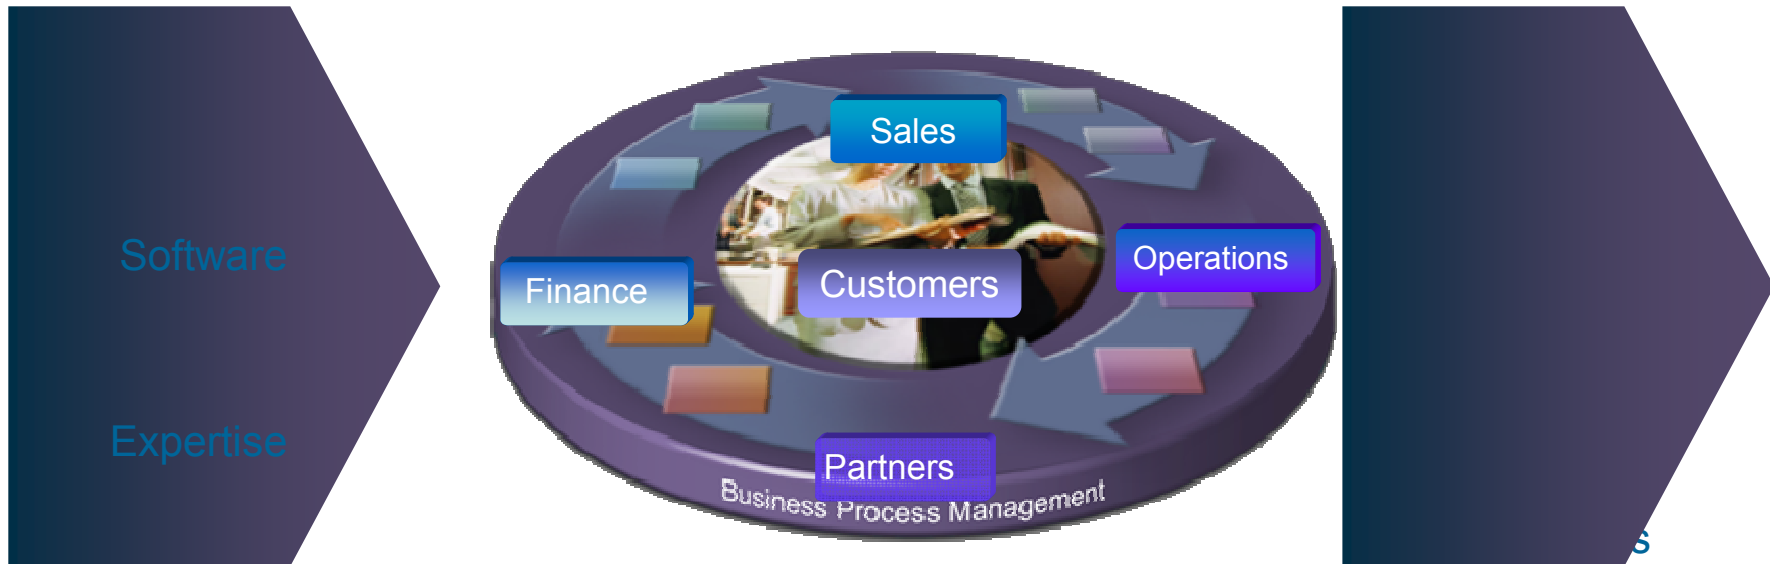 Software
Expertise
Sales
Finance
Customers
Operations
Partners
Business Process Management
s